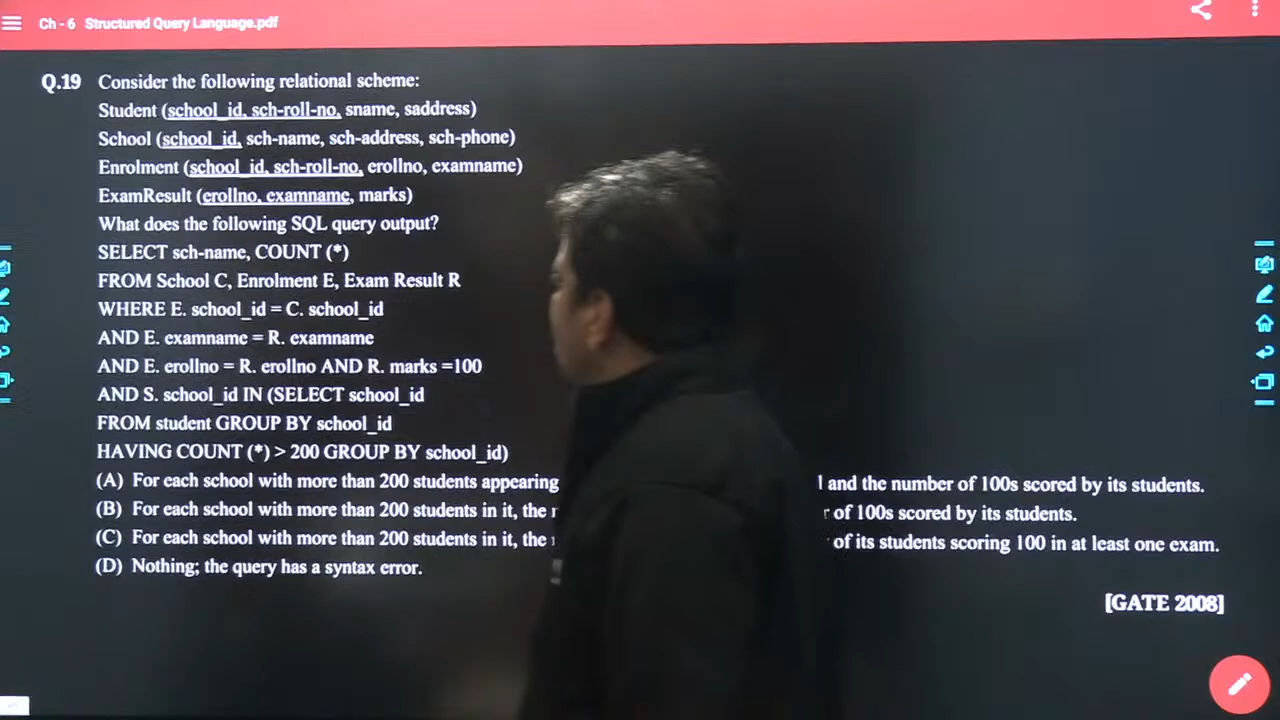 Ch - 6 Structured Query Language.pdf
Q.19 Consider the following relational scheme:
Student (school_id, sch-roll-no, sname, saddress)
School (school_id, sch-name, sch-address, sch-phone)
Enrolment (school_id, sch-roll-no, erollno, examname)
ExamResult (erollno, examname, marks)
What does the following SQL query output?
SELECT sch-name, COUNT (*)
FROM School C, Enrolment E, Exam Result R
WHERE E. school_id = C. school_id
AND E. examname = R. examname
AND E. erollno = R. erollno AND R. marks =100
AND S. school_id IN (SELECT school_id
FROM student GROUP BY school_id
HAVING COUNT (*) > 200 GROUP BY school_id)
(A) For each school with more than 200 students appearing and the number of 100s scored by its students.
(B) For each school with more than 200 students in it, the of 100s scored by its students.
(C) For each school with more than 200 students in it, the of its students scoring 100 in at least one exam.
(D) Nothing; the query has a syntax error.
[GATE 2008]